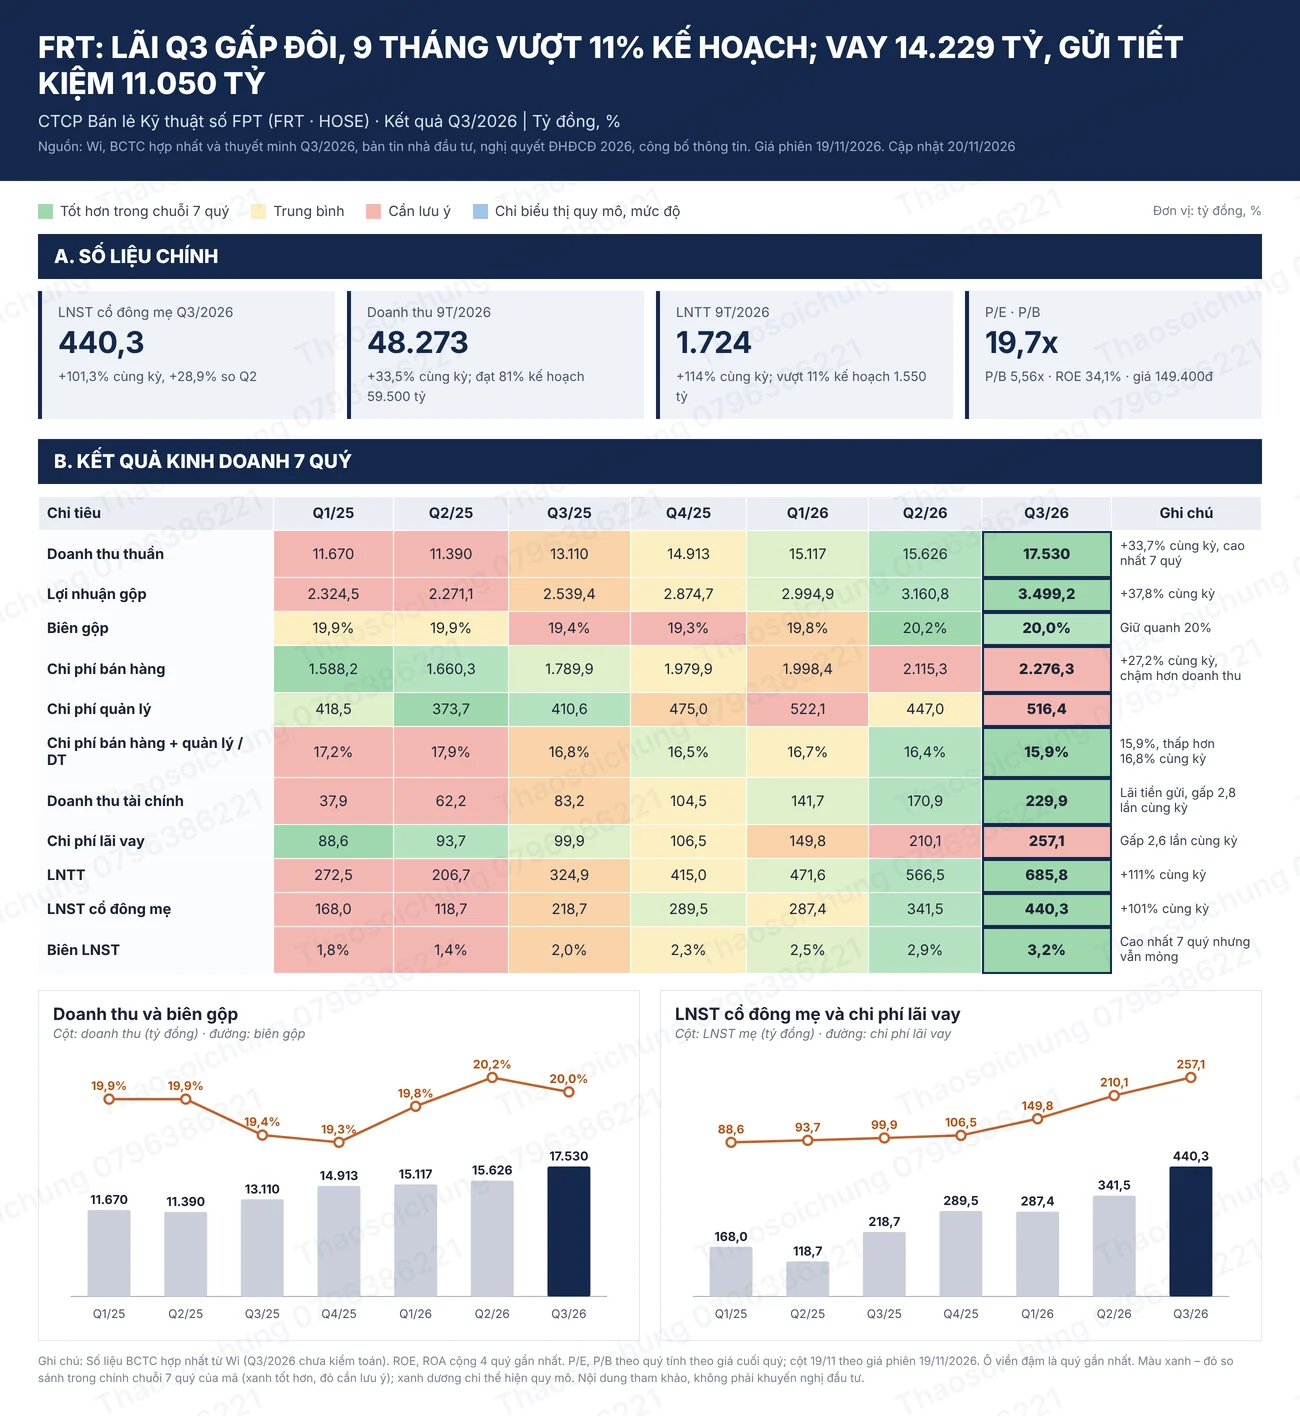 FRT: LÃI Q3 GẤP ĐÔI, 9 THÁNG VƯỢT 11% KẾ HOẠCH; VAY 14.229 TỶ, GỬI TIẾT
KIỆM 11.050 TỶ
CTCP Bán lẻ Kỹ thuật số FPT (FRT · HOSE) · Kết quả Q3/2026 | Tỷ đồng, %
Nguồn: Wi, BCTC hợp nhất và thuyết minh Q3/2026, bản tin nhà đầu tư, nghị quyết ĐHĐCĐ 2026, công bố thông tin. Giá phiên 19/11/2026. Cập nhật 20/11/2026
Tốt hơn trong chuỗi 7 quý Trung bình Cần lưu ý Chỉ biểu thị quy mô, mức độ Đơn vị: tỷ đồng, %
A. SỐ LIỆU CHÍNH
LNST cổ đông mẹ Q3/2026
440,3
+101,3% cùng kỳ, +28,9% so Q2
Doanh thu 9T/2026
48.273
+33,5% cùng kỳ; đạt 81% kế hoạch
59.500 tỷ
LNTT 9T/2026
1.724
+114% cùng kỳ; vượt 11% kế hoạch 1.550
tỷ
P/E · P/B
19,7x
P/B 5,56x · ROE 34,1% · giá 149.400đ
B. KẾT QUẢ KINH DOANH 7 QUÝ
Chỉ tiêu Q1/25 Q2/25 Q3/25 Q4/25 Q1/26 Q2/26 Q3/26 Ghi chú
Doanh thu thuần 11.670 11.390 13.110 14.913 15.117 15.626 17.530 +33,7% cùng kỳ, cao
nhất 7 quý
Lợi nhuận gộp 2.324,5 2.271,1 2.539,4 2.874,7 2.994,9 3.160,8 3.499,2 +37,8% cùng kỳ
Biên gộp 19,9% 19,9% 19,4% 19,3% 19,8% 20,2% 20,0% Giữ quanh 20%
Chi phí bán hàng 1.588,2 1.660,3 1.789,9 1.979,9 1.998,4 2.115,3 2.276,3 +27,2% cùng kỳ,
chậm hơn doanh thu
Chi phí quản lý 418,5 373,7 410,6 475,0 522,1 447,0 516,4
Chi phí bán hàng + quản lý /
DT 17,2% 17,9% 16,8% 16,5% 16,7% 16,4% 15,9% 15,9%, thấp hơn
16,8% cùng kỳ
Doanh thu tài chính 37,9 62,2 83,2 104,5 141,7 170,9 229,9 Lãi tiền gửi, gấp 2,8
lần cùng kỳ
Chi phí lãi vay 88,6 93,7 99,9 106,5 149,8 210,1 257,1 Gấp 2,6 lần cùng kỳ
LNTT 272,5 206,7 324,9 415,0 471,6 566,5 685,8 +111% cùng kỳ
LNST cổ đông mẹ 168,0 118,7 218,7 289,5 287,4 341,5 440,3 +101% cùng kỳ
Biên LNST 1,8% 1,4% 2,0% 2,3% 2,5% 2,9% 3,2% Cao nhất 7 quý nhưng
vẫn mỏng
Doanh thu và biên gộp
Cột: doanh thu (tỷ đồng) · đường: biên gộp
19,9% 19,9% 19,4% 19,3% 19,8% 20,2% 20,0%
11.670 11.390 13.110 14.913 15.117 15.626 17.530
Q1/25 Q2/25 Q3/25 Q4/25 Q1/26 Q2/26 Q3/26
LNST cổ đông mẹ và chi phí lãi vay
Cột: LNST mẹ (tỷ đồng) · đường: chi phí lãi vay
88,6 93,7 99,9 106,5 149,8 210,1 257,1
168,0 118,7 218,7 289,5 287,4 341,5 440,3
Q1/25 Q2/25 Q3/25 Q4/25 Q1/26 Q2/26 Q3/26
Ghi chú: Số liệu BCTC hợp nhất từ Wi (Q3/2026 chưa kiểm toán). ROE, ROA cộng 4 quý gần nhất. P/E, P/B theo quý tính theo giá cuối quý; cột 19/11 theo giá phiên 19/11/2026. Ô viền đậm là quý gần nhất. Màu xanh – đỏ so
sánh trong chính chuỗi 7 quý của mã (xanh tốt hơn, đỏ cần lưu ý); xanh dương chỉ thể hiện quy mô. Nội dung tham khảo, không phải khuyến nghị đầu tư.
Thaosoichung 0796386221